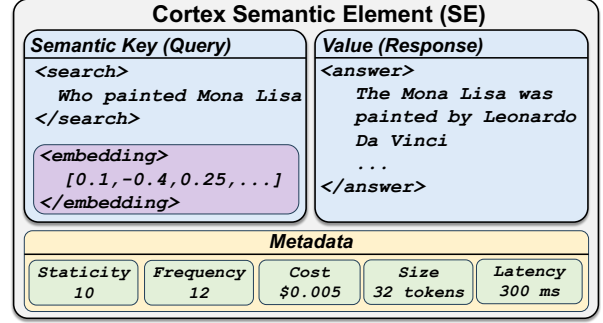 Cortex Semantic Element (SE)
Semantic Key (Query)
<search>
Who painted Mona Lisa
</search>
<embedding>
[0.1,-0.4,0.25,...]
</embedding>
Value (Response)
<answer>
The Mona Lisa was
painted by Leonardo
Da Vinci
...
</answer>
Metadata
Staticity
10
Frequency
12
Cost
$0.005
Size
32 tokens
Latency
300 ms